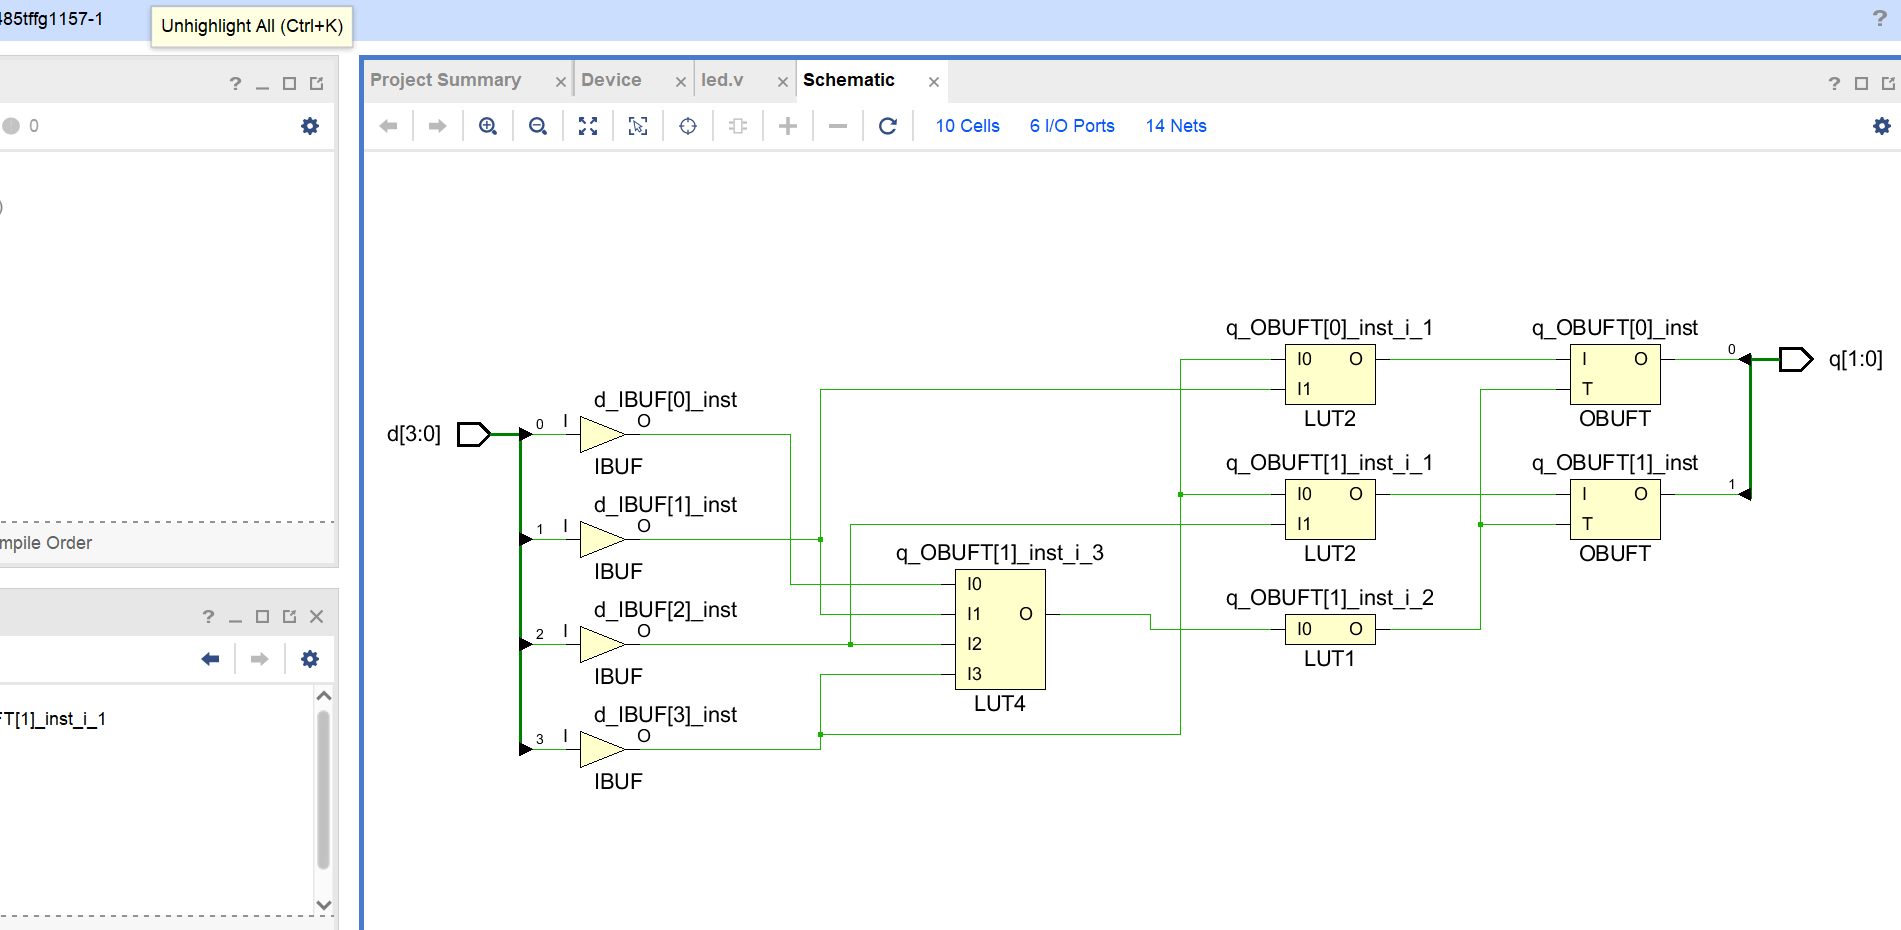 485tffg1157-1
Unhighlight All (Ctrl+K)
?
? 
0
)
mpile Order
?
FT[1]_inst_i_1
Project Summary
Device
led.v
Schematic
?
10 Cells
6 I/O Ports
14 Nets
d[3:0]
0
I
d_IBUF[0]_inst
O
IBUF
1
I
d_IBUF[1]_inst
O
IBUF
2
I
d_IBUF[2]_inst
O
IBUF
3
I
d_IBUF[3]_inst
O
IBUF
q_OBUFT[1]_inst_i_3
I0
I1
O
I2
I3
LUT4
q_OBUFT[0]_inst_i_1
I0 O
I1
LUT2
q_OBUFT[1]_inst_i_1
I0 O
I1
LUT2
q_OBUFT[1]_inst_i_2
I0 O
LUT1
q_OBUFT[0]_inst
I O
T
OBUFT
q_OBUFT[1]_inst
I O
T
OBUFT
0
1
q[1:0]